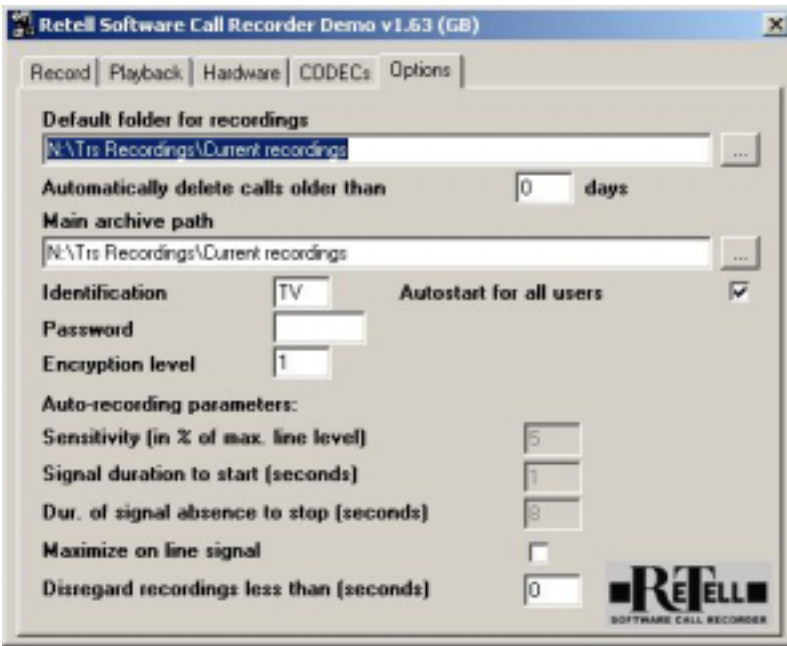 Retell Software Call Recorder Demo v1.63 (GB)
Record Playback Hardware CODECs Options
Default folder for recordings
N:\Trs Recordings\Current recordings ...
Automatically delete calls older than 0 days
Main archive path
N:\Trs Recordings\Current recordings ...
Identification TV Autostart for all users
Password
Encryption level 1
Auto-recording parameters:
Sensitivity (in % of max. line level) 5
Signal duration to start (seconds) 1
Dur. of signal absence to stop (seconds) 8
Maximize on line signal
Disregard recordings less than (seconds) 0
RETELL
SOFTWARE CALL RECORDER